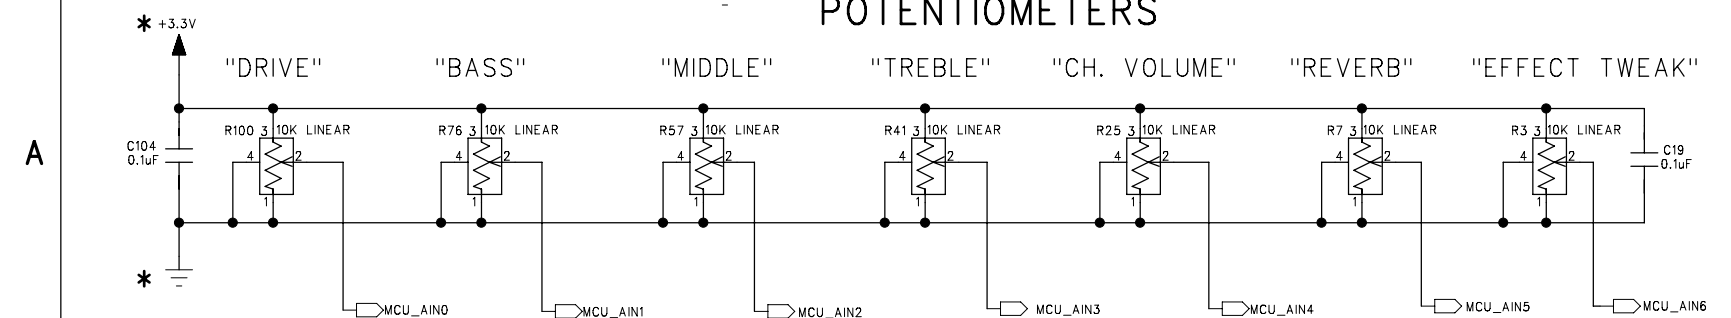 POTENTIOMETERS
* +3.3V
"DRIVE" "BASS" "MIDDLE" "TREBLE" "CH. VOLUME" "REVERB" "EFFECT TWEAK"
R100 3 10K LINEAR R76 3 10K LINEAR R57 3 10K LINEAR R41 3 10K LINEAR R25 3 10K LINEAR R7 3 10K LINEAR R3 3 10K LINEAR
A
C104
0.1uF
4 2 4 2 4 2 4 2 4 2 4 2 4 2
C19
0.1uF
1 1 1 1 1 1 1
*
MCU_AIN0 MCU_AIN1 MCU_AIN2 MCU_AIN3 MCU_AIN4 MCU_AIN5 MCU_AIN6